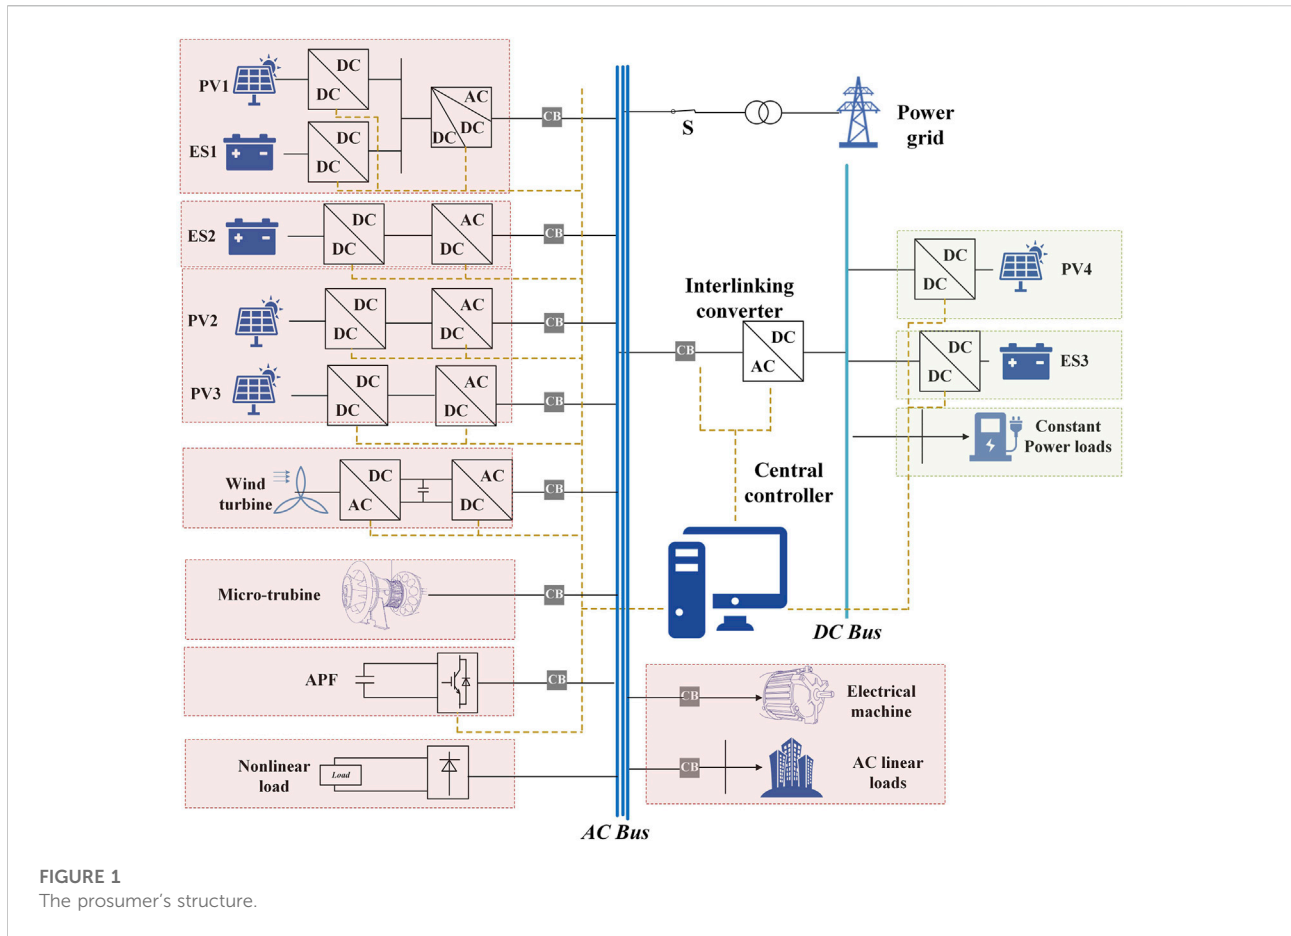 PV1
DC
DC
ES1
DC
DC
AC
DC
DC
CB
S
Power
grid
ES2
DC
DC
AC
DC
CB
PV2
DC
DC
AC
DC
CB
PV3
DC
DC
AC
DC
CB
Interlinking
converter
CB
DC
AC
DC
DC
PV4
DC
DC
ES3
Constant
Power loads
Wind
turbine
DC
AC
AC
DC
CB
Central
controller
Micro-trubine
CB
DC Bus
APF
CB
Nonlinear
load
Load
CB
Electrical
machine
CB
AC linear
loads
AC Bus
FIGURE 1
The prosumer's structure.